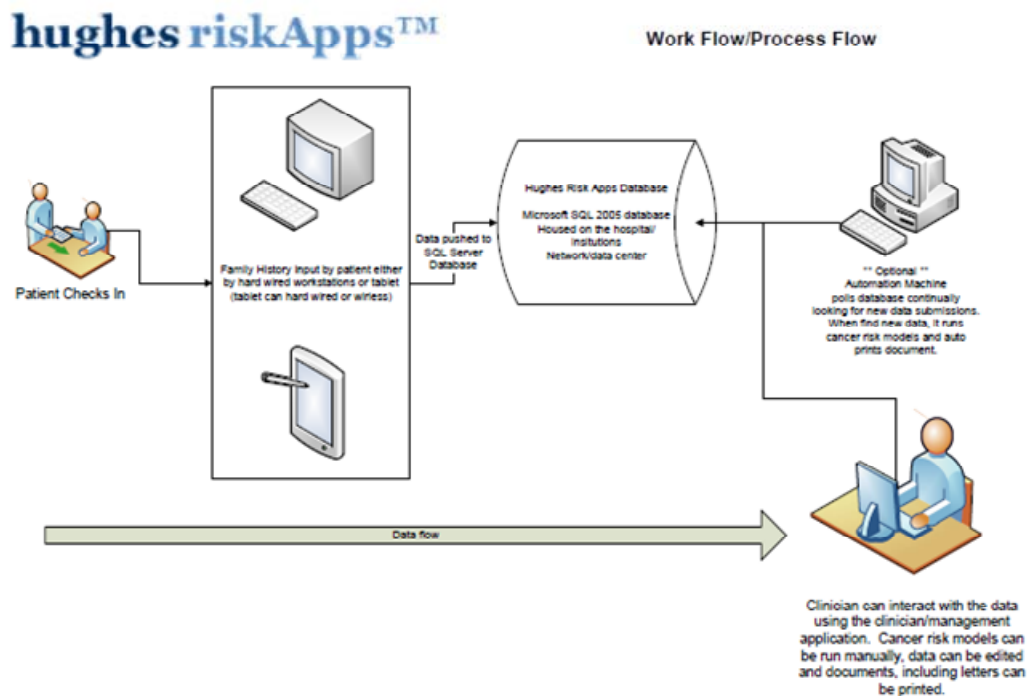 hughes riskApps™
Work Flow/Process Flow
Patient Checks In
Family History Input by patient either
by hard wired workstations or tablet
(tablet can hard wired or wirless)
Data pushed to
SQL Server
Database
Hughes Risk Apps Database
Microsoft SQL 2005 database
Housed on the hospital/
Insitutions
Network/data center
** Optional **
Automation Machine
polls database continually
looking for new data submissions.
When find new data, it runs
cancer risk models and auto
prints document.
Data flow
Clinician can interact with the data
using the clinician/management
application. Cancer risk models can
be run manually, data can be edited
and documents, including letters can
be printed.